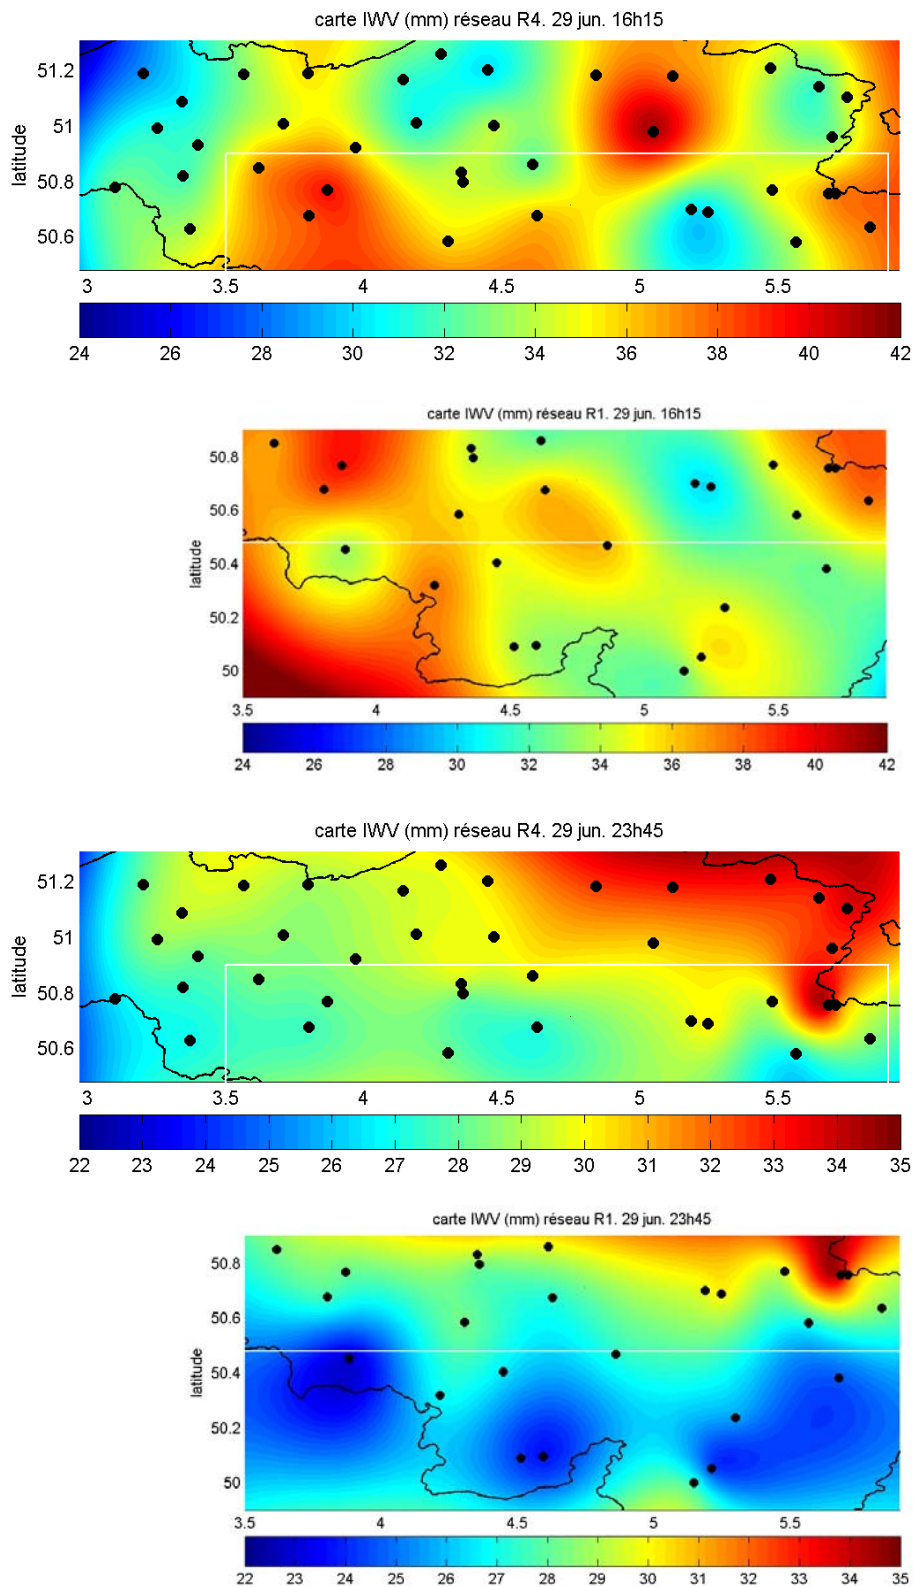 carte IWV (mm) réseau R4. 29 jun. 16h15
latitude
51.2
51
50.8
50.6
3 3.5 4 4.5 5 5.5
24 26 28 30 32 34 36 38 40 42
carte IWV (mm) réseau R1. 29 jun. 16h15
latitude
50.8
50.6
50.4
50.2
50
3.5 4 4.5 5 5.5
24 26 28 30 32 34 36 38 40 42
carte IWV (mm) réseau R4. 29 jun. 23h45
latitude
51.2
51
50.8
50.6
3 3.5 4 4.5 5 5.5
22 23 24 25 26 27 28 29 30 31 32 33 34 35
carte IWV (mm) réseau R1. 29 jun. 23h45
latitude
50.8
50.6
50.4
50.2
50
3.5 4 4.5 5 5.5
22 23 24 25 26 27 28 29 30 31 32 33 34 35